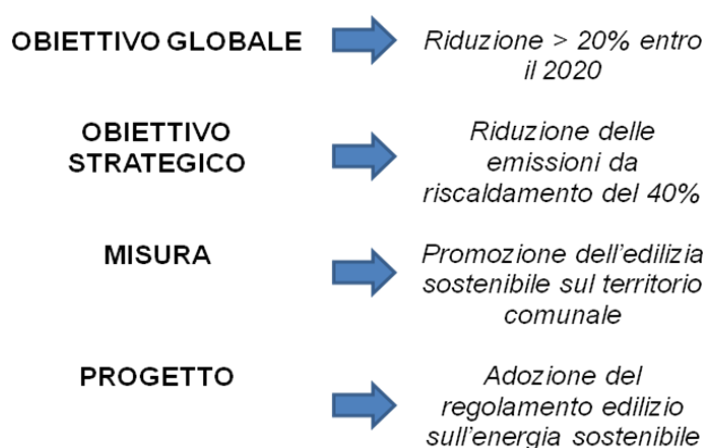 OBIETTIVO GLOBALE
Riduzione > 20% entro
il 2020
OBIETTIVO
STRATEGICO
Riduzione delle
emissioni da
riscaldamento del 40%
MISURA
Promozione dell'edilizia
sostenibile sul territorio
comunale
PROGETTO
Adozione del
regolamento edilizio
sull'energia sostenibile